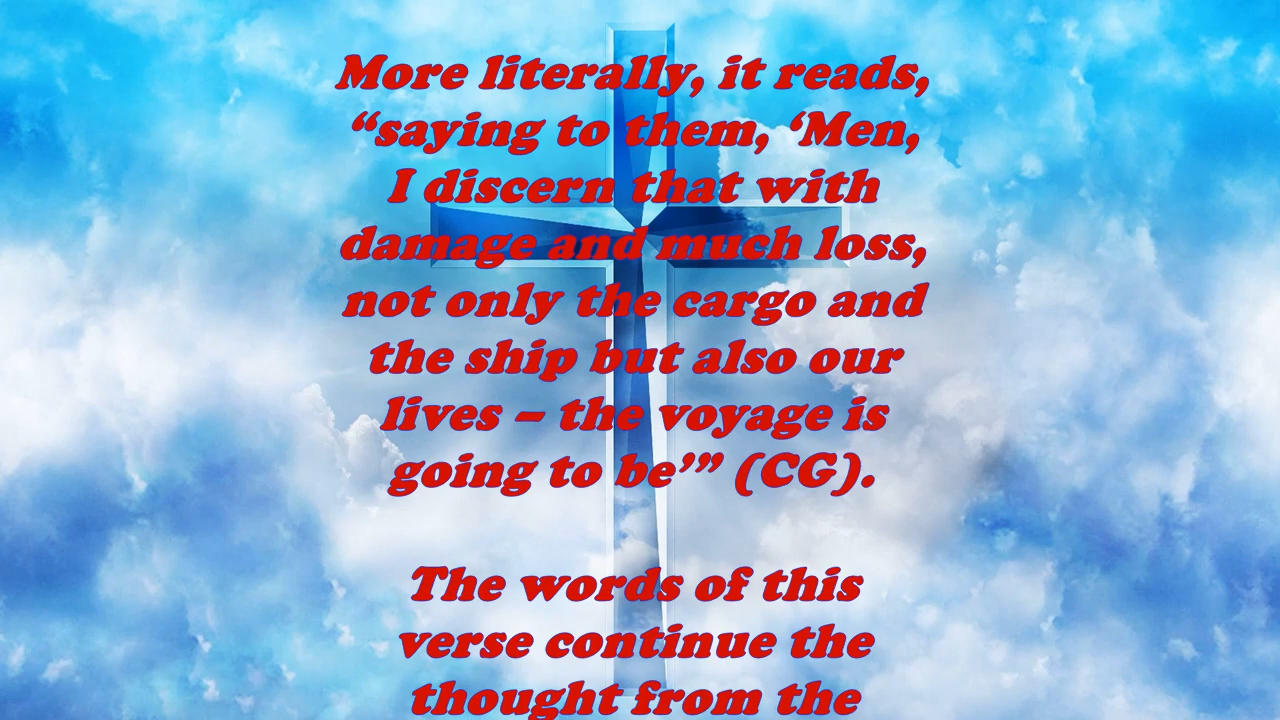 More literally, it reads,
“saying to them, ‘Men,
I discern that with
damage and much loss,
not only the cargo and
the ship but also our
lives – the voyage is
going to be’” (CG).
The words of this
verse continue the
thought from the